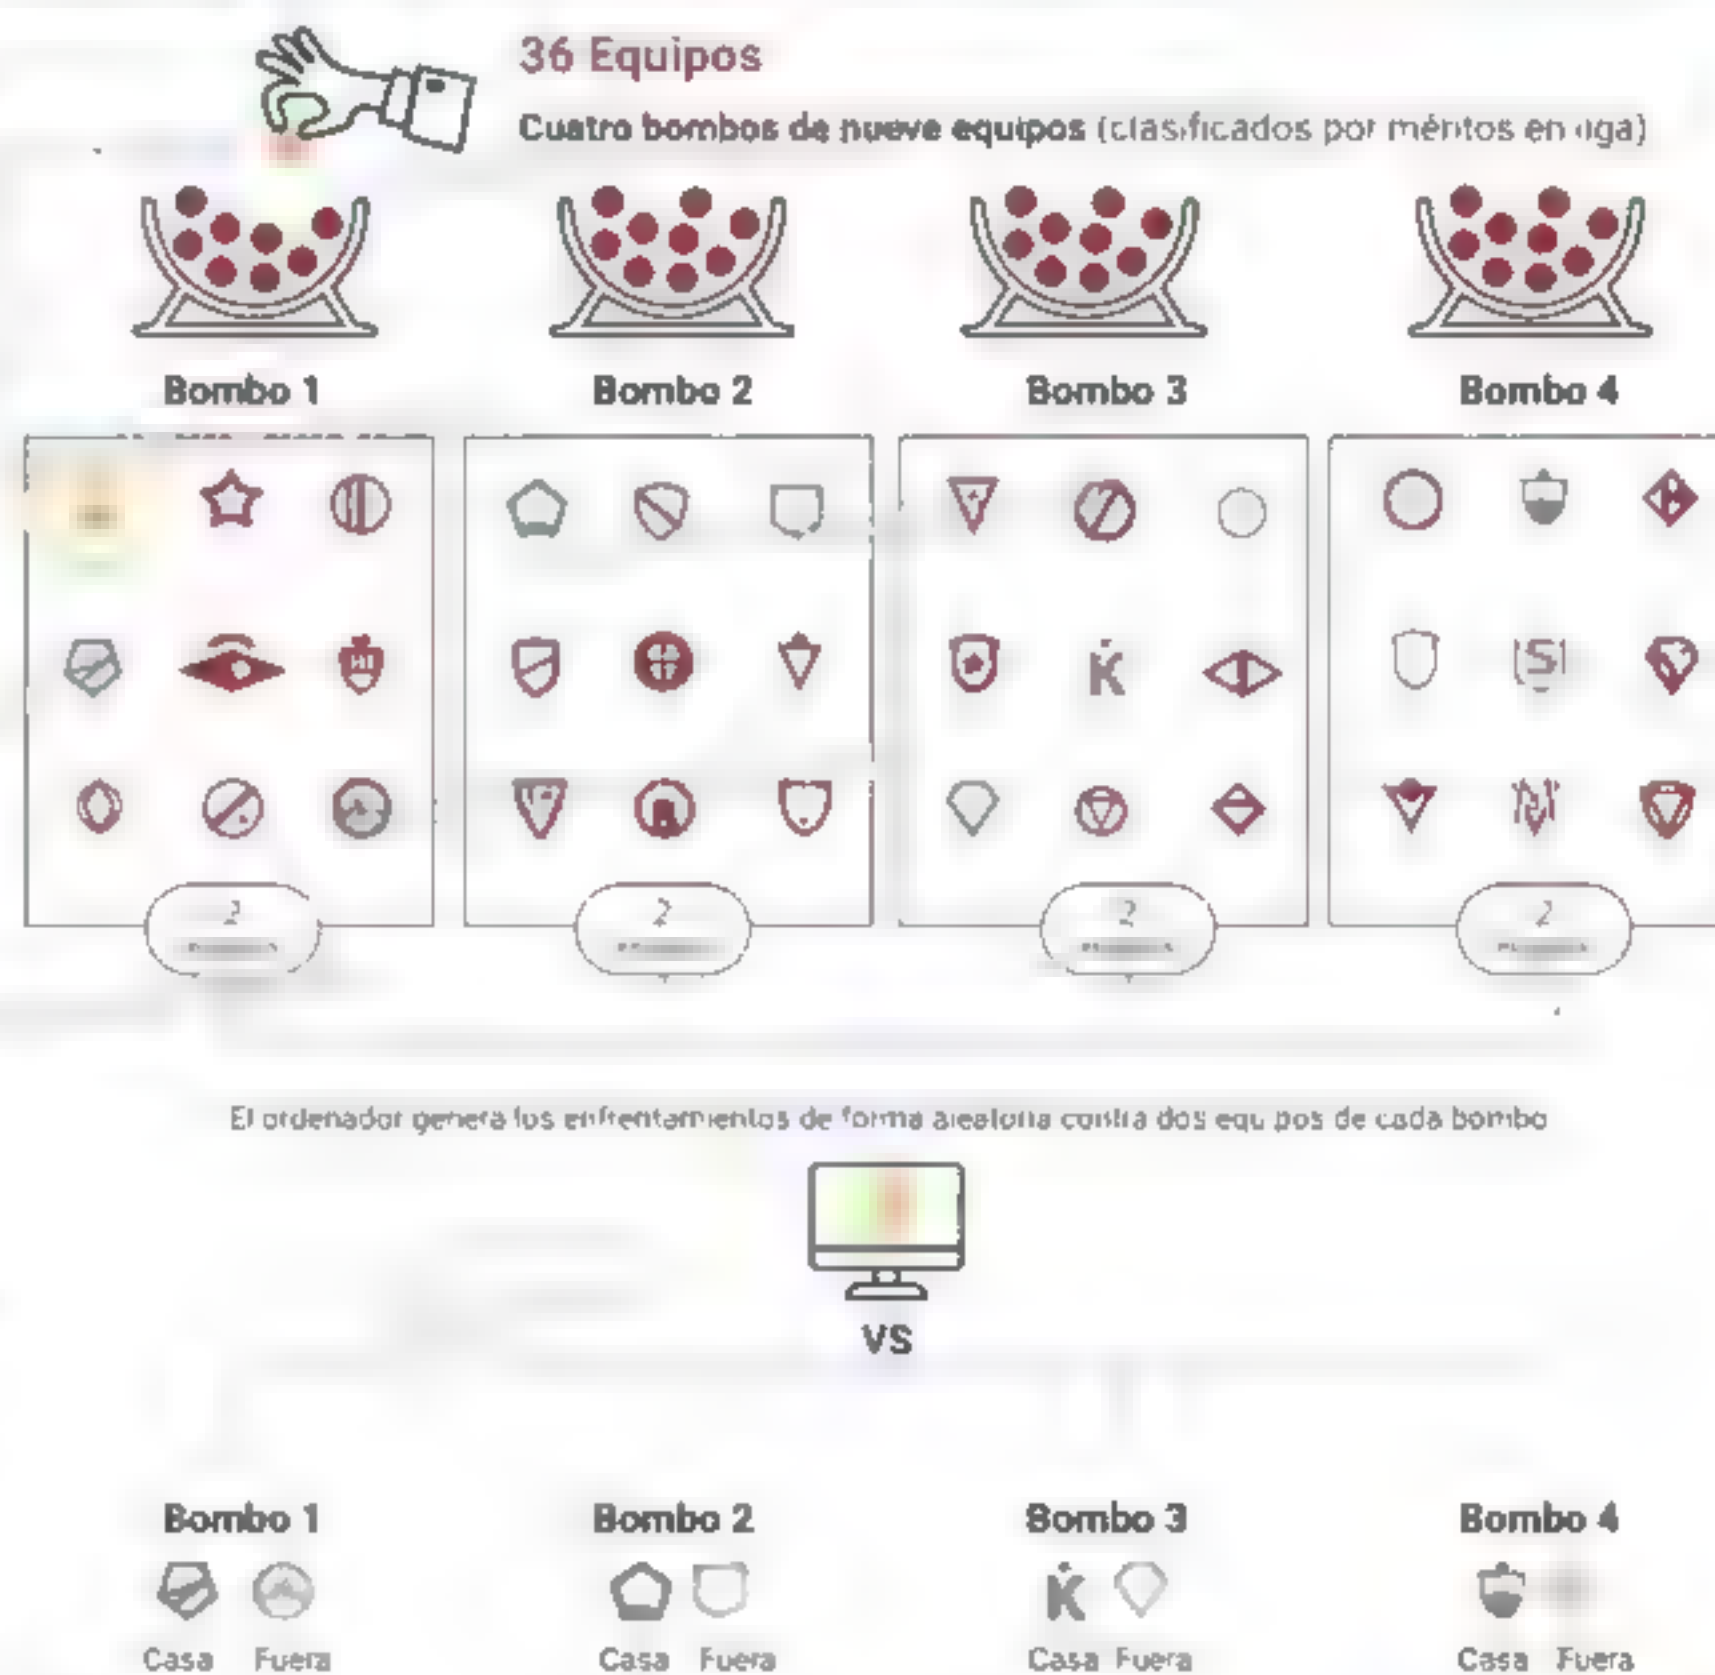 36 Equipos
Cuatro bombos de nueve equipos (clasificados por méritos en liga)
Bombo 1 Bombo 2 Bombo 3 Bombo 4
K
S
2 2 2 2
El ordenador genera los enfrentamientos de forma aleatoria contra dos equipos de cada bombo
VS
Bombo 1 Bombo 2 Bombo 3 Bombo 4
K
Casa Fuera Casa Fuera Casa Fuera Casa Fuera